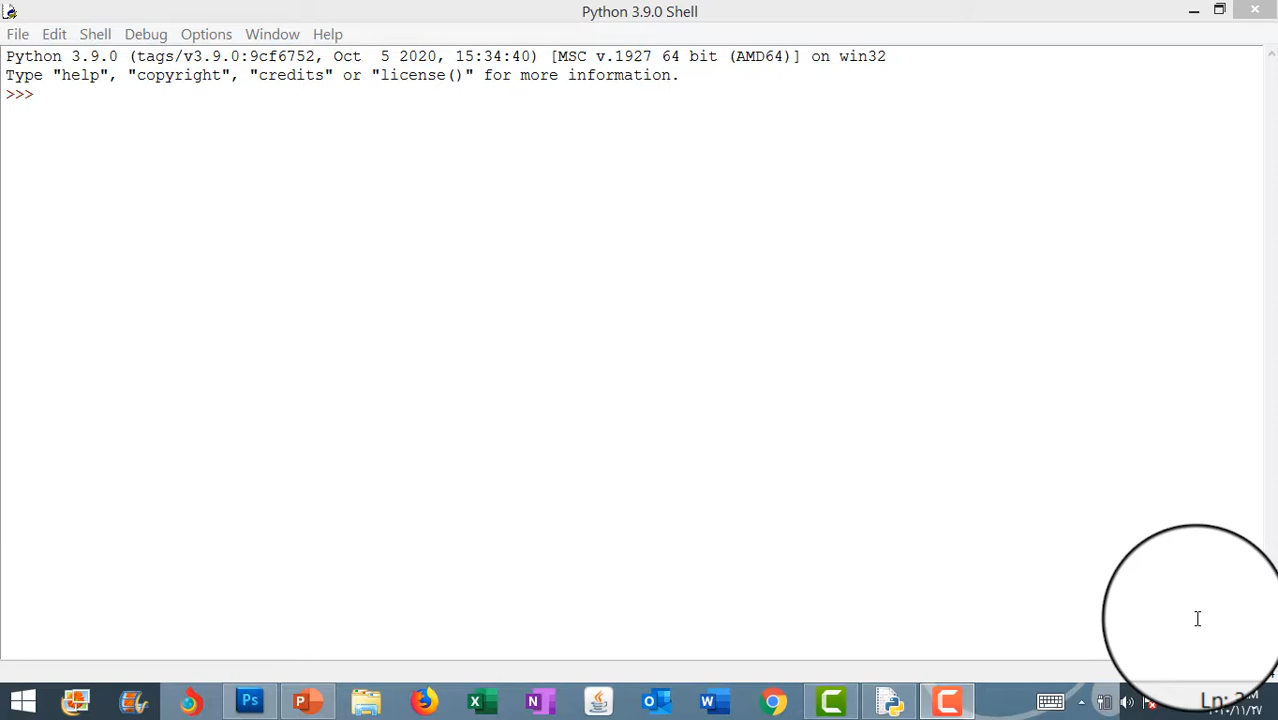 Python 3.9.0 Shell
File Edit Shell Debug Options Window Help
Python 3.9.0 (tags/v3.9.0:9cf6752, Oct  5 2020, 15:34:40) [MSC v.1927 64 bit (AMD64)] on win32
Type "help", "copyright", "credits" or "license()" for more information.
>>>
Ln:
Ps P X N O W